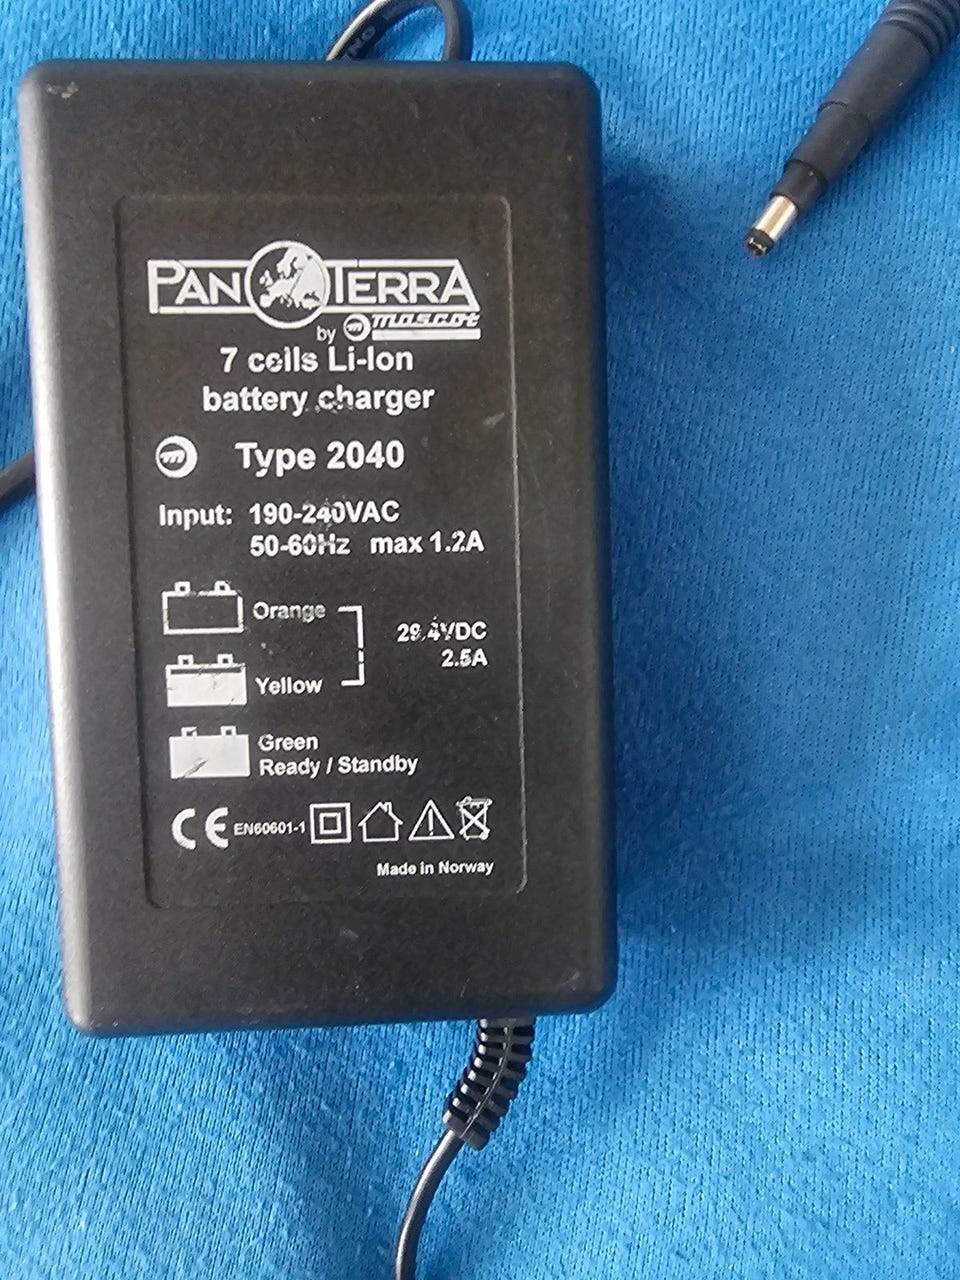 NO
PANTERRA
by mascot
7 cells Li-Ion
battery charger
m Type 2040
Input: 190-240VAC
50-60Hz max 1.2A
Orange
29.4VDC
2.5A
Yellow
Green
Ready / Standby
CE EN60601-1
Made in Norway